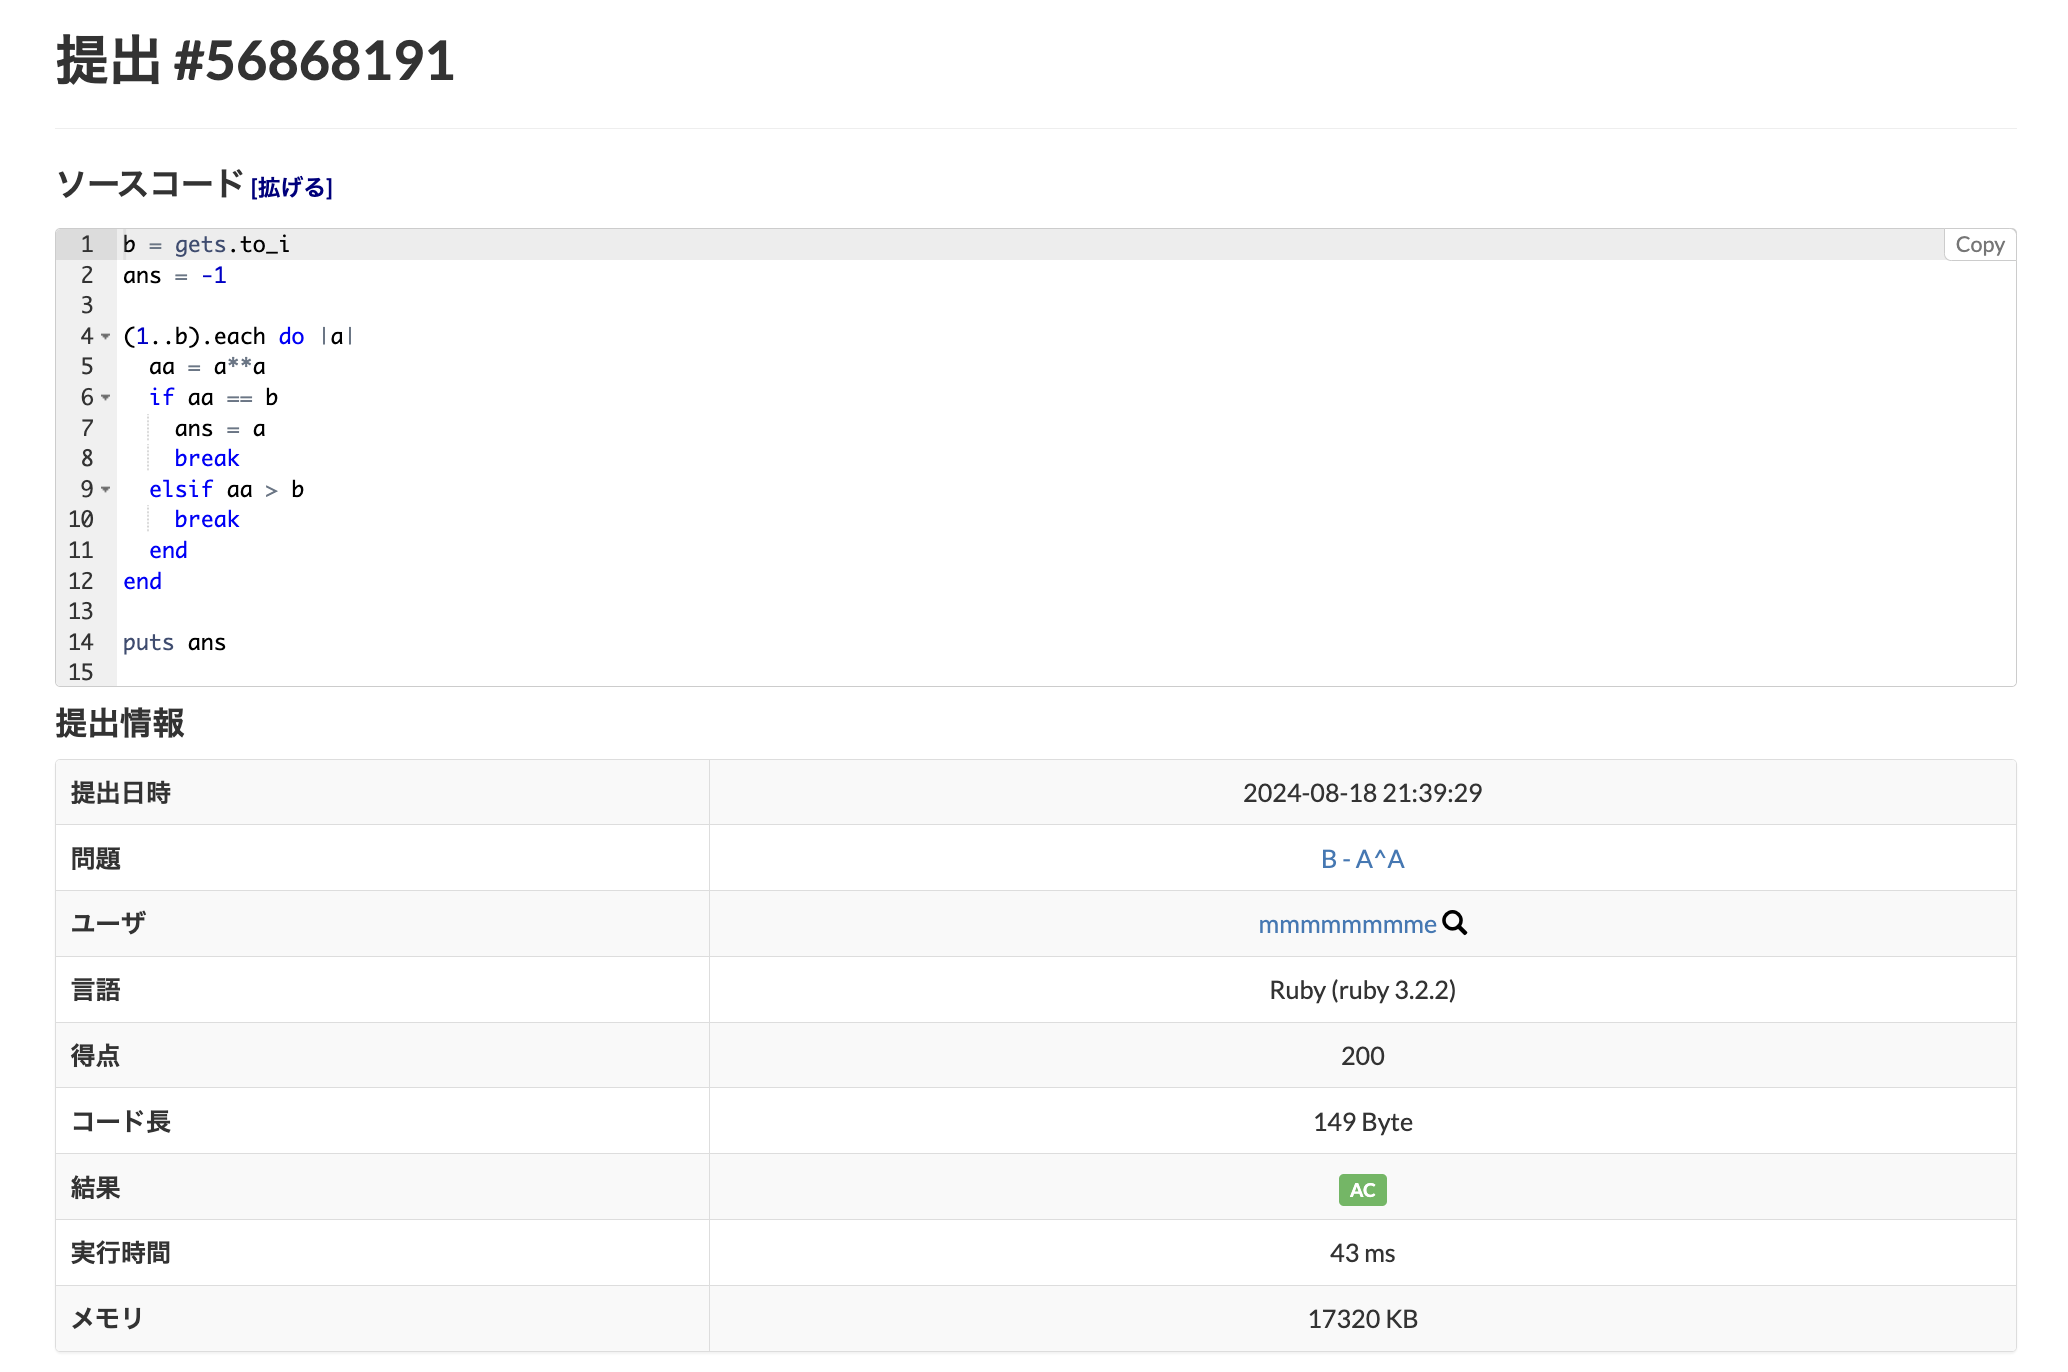 提出 #56868191
ソースコード [拡げる]
Copy
1 b = gets.to_i
2 ans = -1
3
4 (1..b).each do |a|
5 aa = a**a
6 if aa == b
7 ans = a
8 break
9 elsif aa > b
10 break
11 end
12 end
13
14 puts ans
15
提出情報
提出日時 2024-08-18 21:39:29
問題 B - A^A
ユーザ mmmmmmmme
言語 Ruby (ruby 3.2.2)
得点 200
コード長 149 Byte
結果 AC
実行時間 43 ms
メモリ 17320 KB